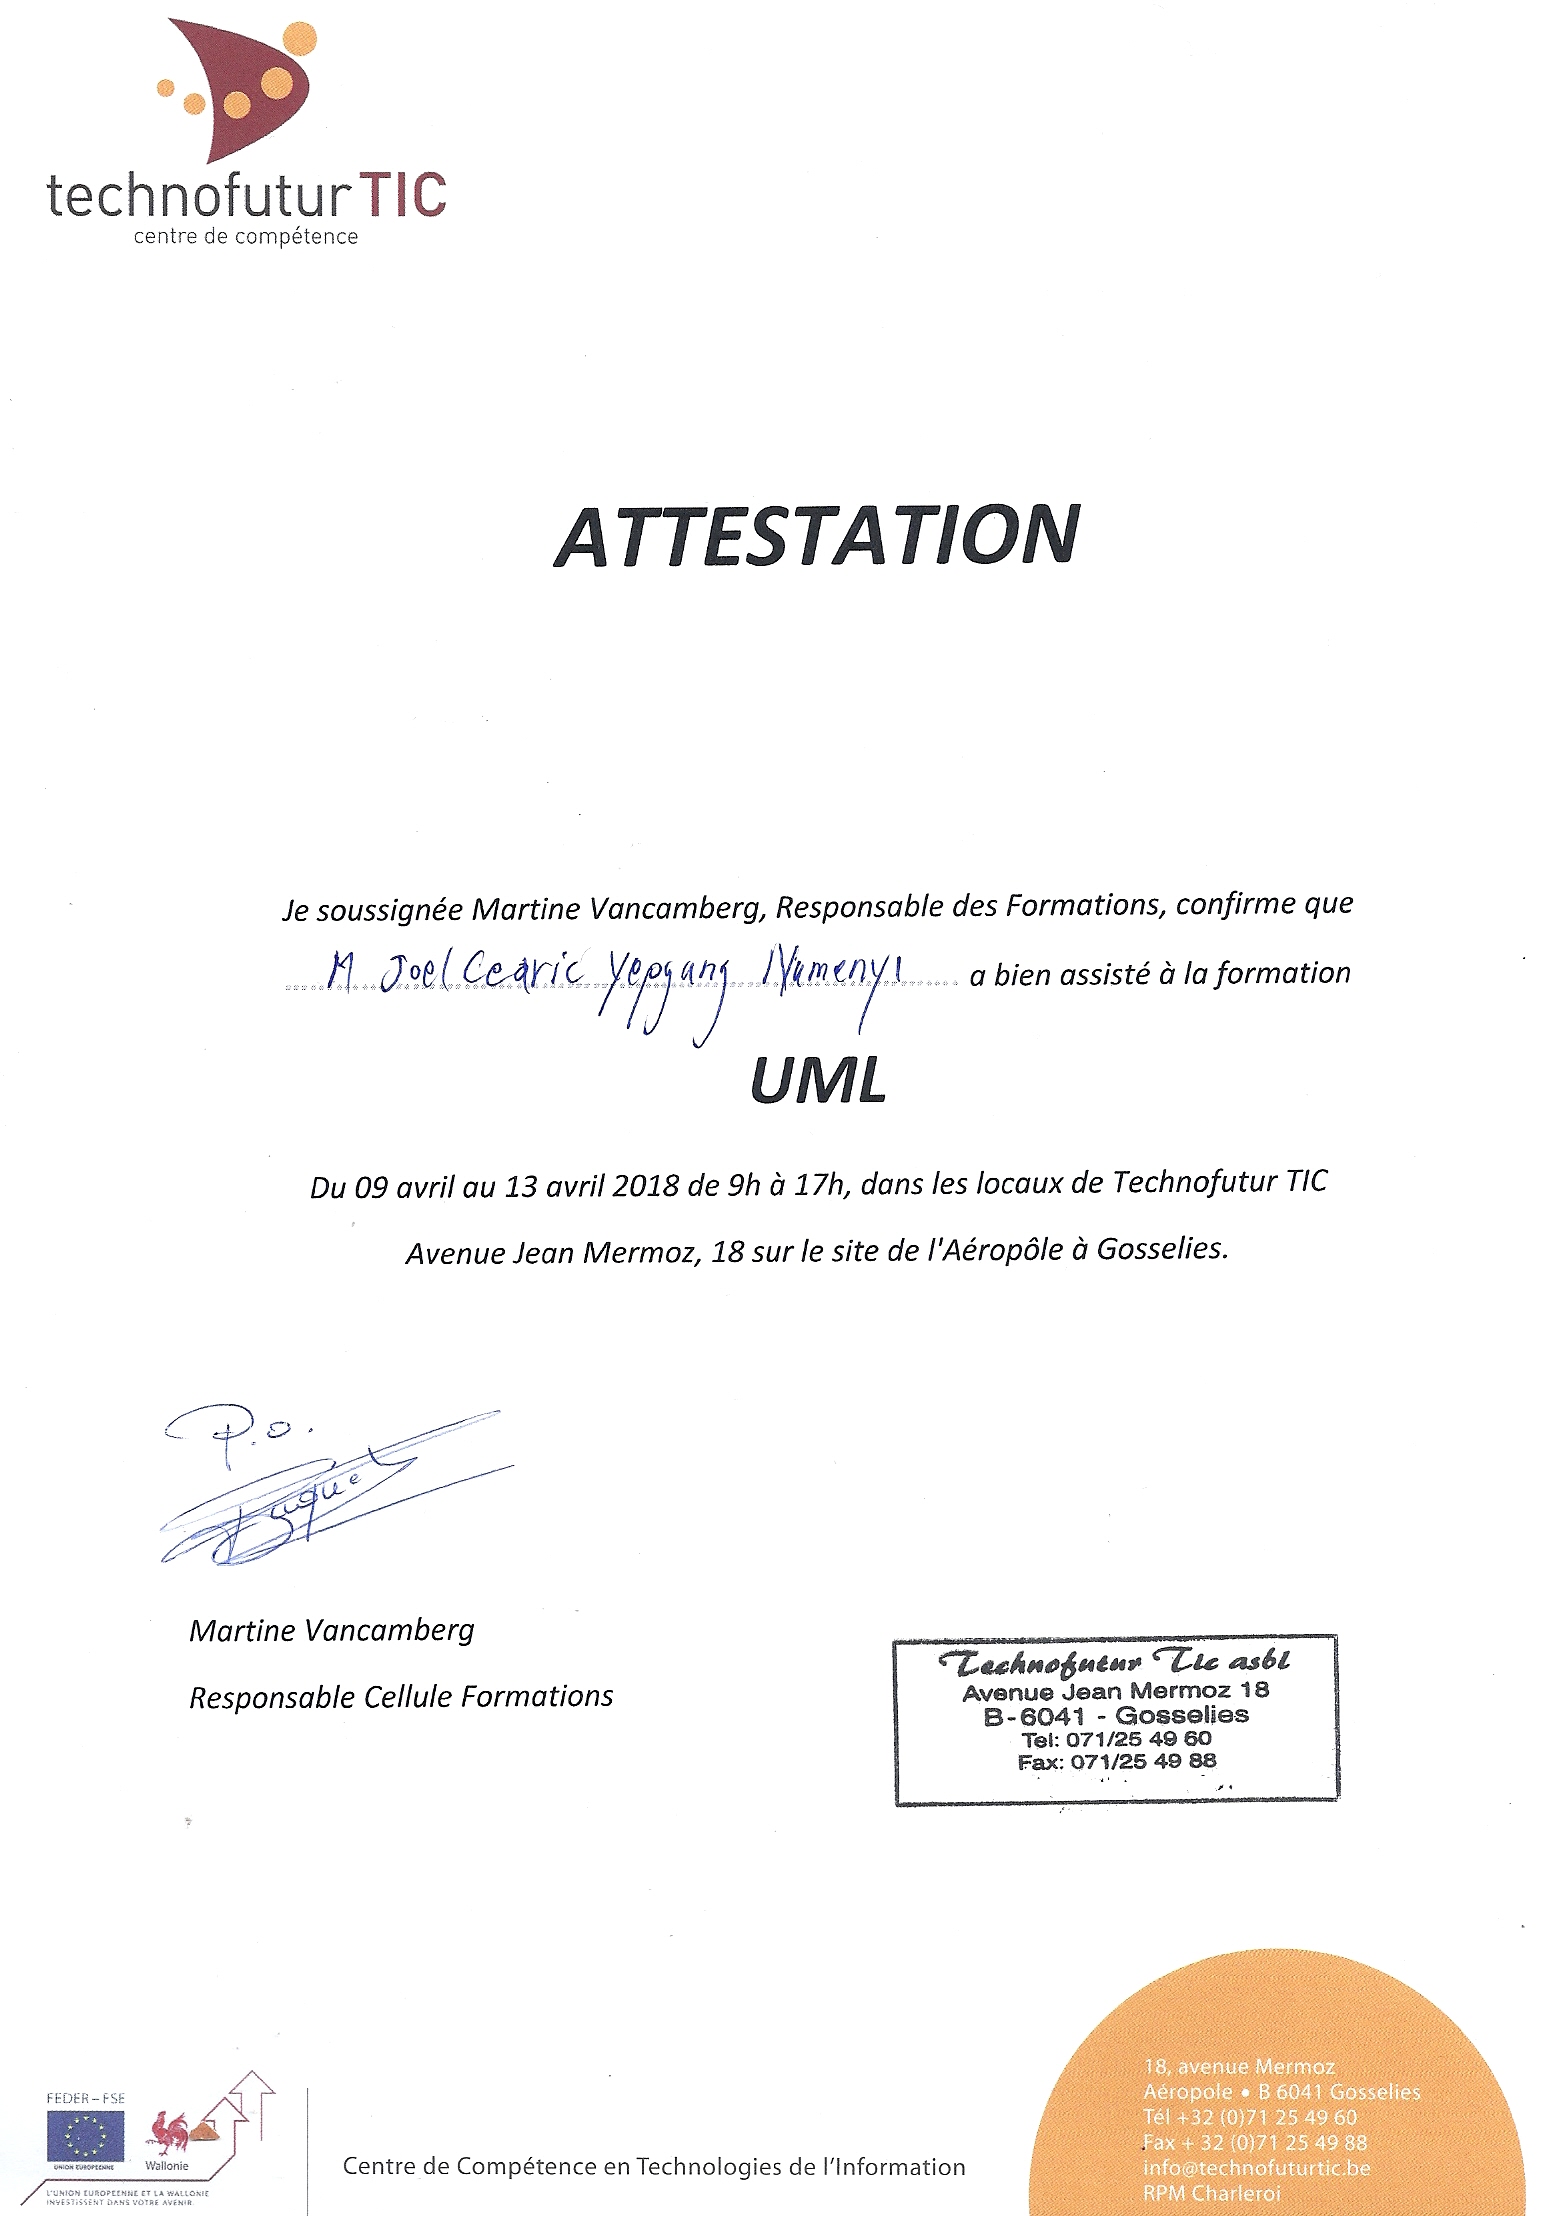 technofutur TIC
centre de compétence
ATTESTATION
Je soussignée Martine Vancamberg, Responsable des Formations, confirme que
M Joel Cedric Yepgang Namenyi a bien assisté à la formation
UML
Du 09 avril au 13 avril 2018 de 9h à 17h, dans les locaux de Technofutur TIC
Avenue Jean Mermoz, 18 sur le site de l'Aéropôle à Gosselies.
P.O.
Martine Vancamberg
Responsable Cellule Formations
Technofutur Tic asbl
Avenue Jean Mermoz 18
B-6041 - Gosselies
Tel: 071/25 49 60
Fax: 071/25 49 88
FEDER – FSE
UNION EUROPEENNE
Wallonie
L'UNION EUROPEENNE ET LA WALLONIE
INVESTISSENT DANS VOTRE AVENIR
Centre de Compétence en Technologies de l'Information
18, avenue Mermoz
Aéropole • B 6041 Gosselies
Tél +32 (0)71 25 49 60
Fax + 32 (0)71 25 49 88
info@technofuturtic.be
RPM Charleroi